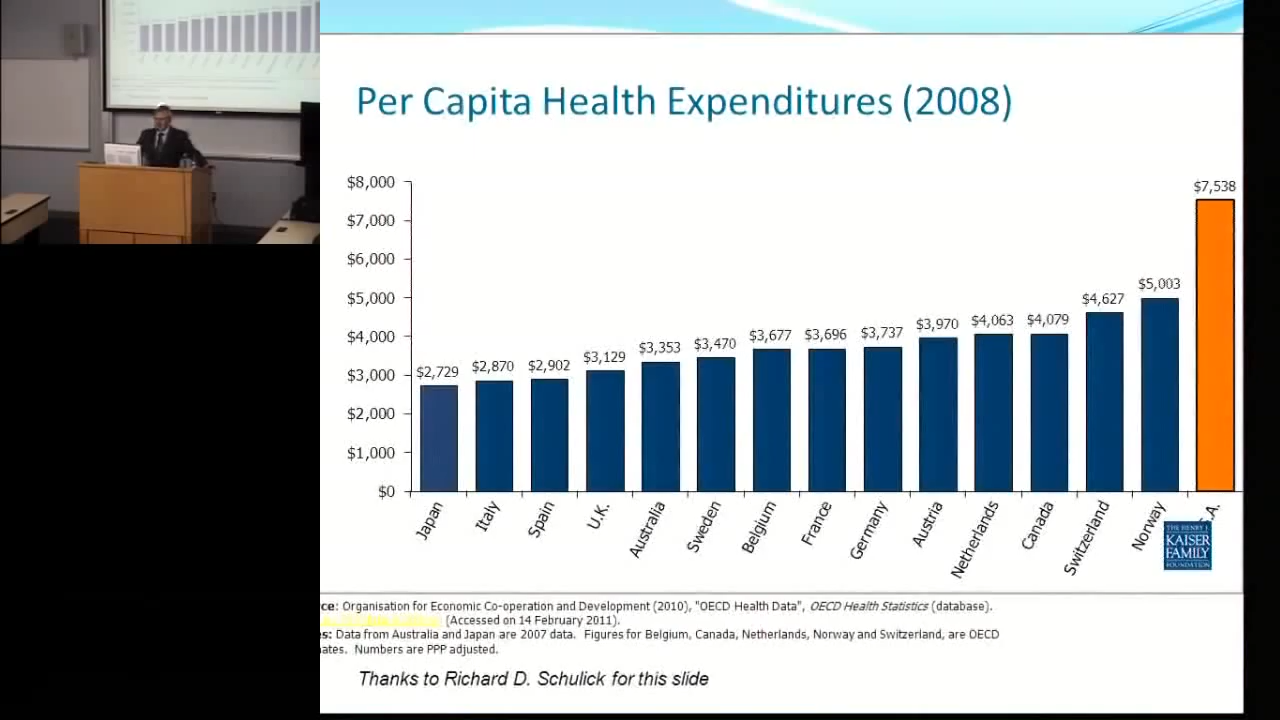 Per Capita Health Expenditures (2008)
$8,000
$7,000
$6,000
$5,000
$4,000
$3,000
$2,000
$1,000
$0
$2,729
$2,870
$2,902
$3,129
$3,353
$3,470
$3,677
$3,696
$3,737
$3,970
$4,063
$4,079
$4,627
$5,003
$7,538
Japan
Italy
Spain
U.K.
Australia
Sweden
Belgium
France
Germany
Austria
Netherlands
Canada
Switzerland
Norway
.A.
THE HENRY J.
KAISER
FAMILY
FOUNDATION
ce: Organisation for Economic Co-operation and Development (2010), "OECD Health Data", OECD Health Statistics (database).
(Accessed on 14 February 2011).
s: Data from Australia and Japan are 2007 data. Figures for Belgium, Canada, Netherlands, Norway and Switzerland, are OECD
ates. Numbers are PPP adjusted.
Thanks to Richard D. Schulick for this slide